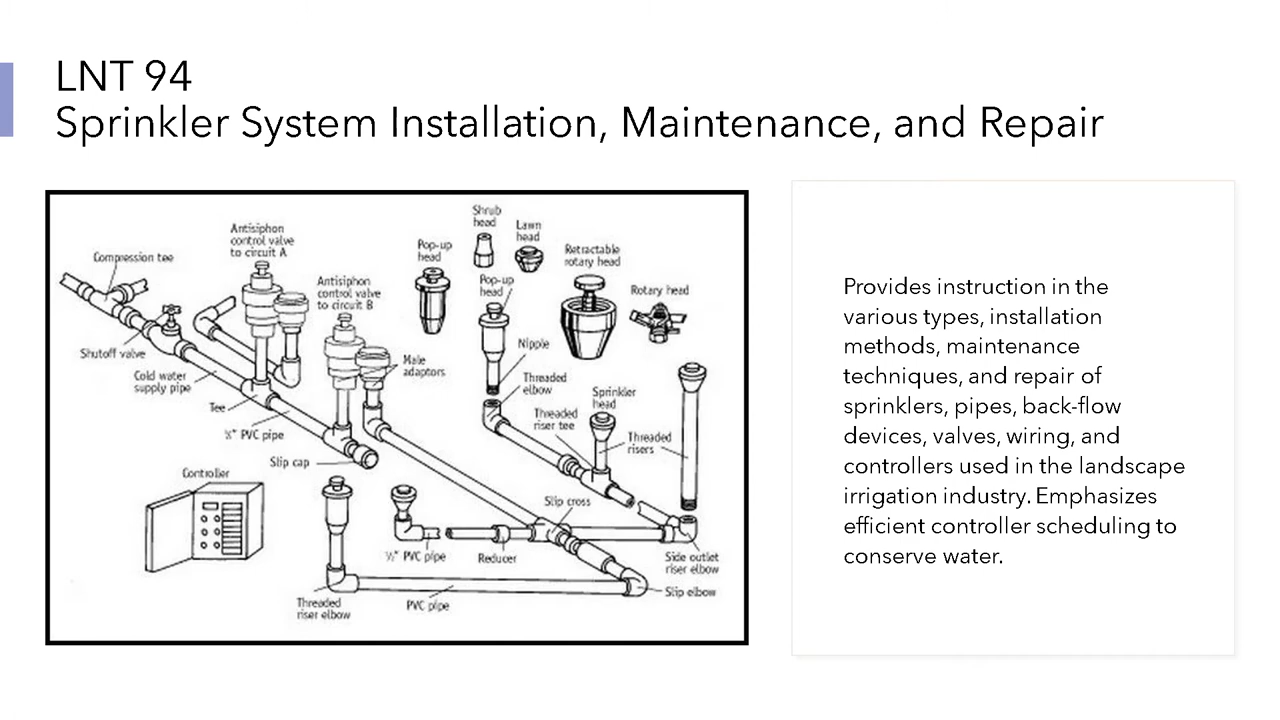 LNT 94
Sprinkler System Installation, Maintenance, and Repair
Compression tee
Antisiphon
control valve
to circuit A
Antisiphon
control valve
to circuit B
Pop-up
head
Shrub
head
Lawn
head
Retractable
rotary head
Pop-up
head
Rotary head
Shutoff valve
Cold water
supply pipe
Male
adaptors
Nipple
Threaded
elbow
Sprinkler
head
Threaded
riser tee
Threaded
risers
Tee
¾" PVC pipe
Slip cap
Controller
Slip cross
½" PVC pipe
Reducer
Side outlet
riser elbow
Slip elbow
Threaded
riser elbow
PVC pipe
Provides instruction in the
various types, installation
methods, maintenance
techniques, and repair of
sprinklers, pipes, back-flow
devices, valves, wiring, and
controllers used in the landscape
irrigation industry. Emphasizes
efficient controller scheduling to
conserve water.